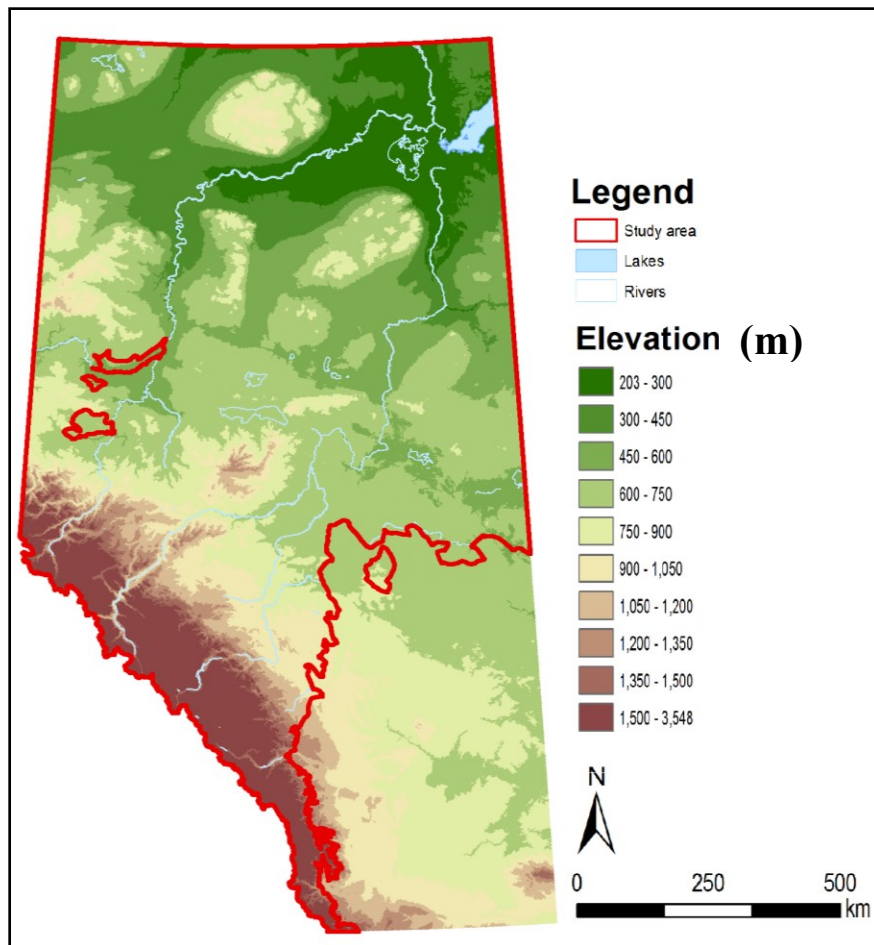 Legend
Study area
Lakes
Rivers
Elevation (m)
203 - 300
300 - 450
450 - 600
600 - 750
750 - 900
900 - 1,050
1,050 - 1,200
1,200 - 1,350
1,350 - 1,500
1,500 - 3,548
N
0 250 500
km